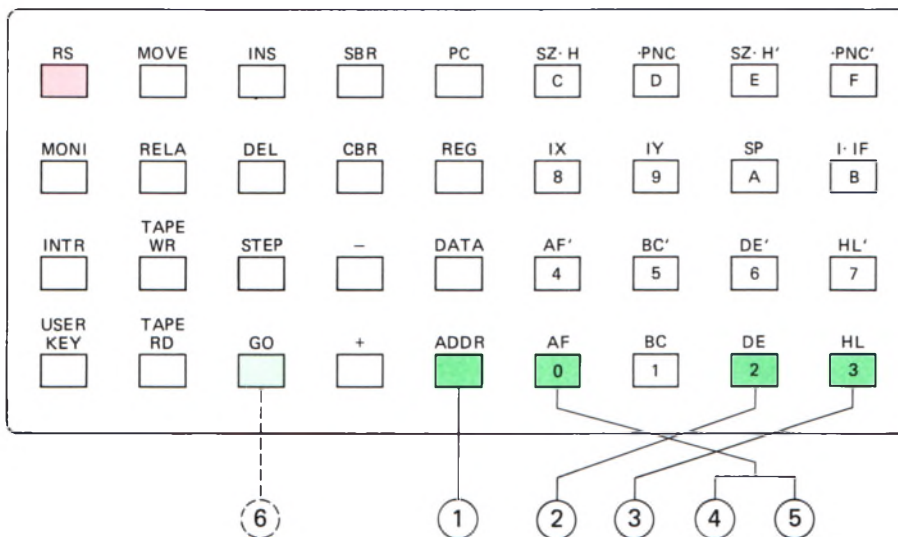 RS MOVE INS SBR PC SZ·H ·PNC SZ·H' ·PNC'
C D E F
MONI RELA DEL CBR REG IX IY SP I·IF
8 9 A B
TAPE
INTR WR STEP − DATA AF' BC' DE' HL'
4 5 6 7
USER TAPE
KEY RD GO + ADDR AF BC DE HL
0 1 2 3
6 1 2 3 4 5